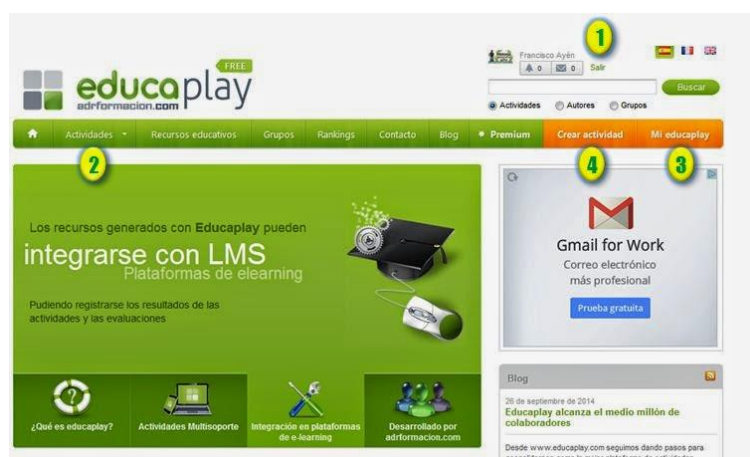 1
FREE
educaplay
adrformacion.com
Francisco Ayén
0 0 Salir
Buscar
Actividades Autores Grupos
Actividades Recursos educativos Grupos Rankings Contacto Blog Premium Crear actividad Mi educaplay
2
4
3
Los recursos generados con Educaplay pueden
integrarse con LMS
Plataformas de elearning
Pudiendo registrarse los resultados de las
actividades y las evaluaciones
Gmail for Work
Correo electrónico
más profesional
Prueba gratuita
¿Qué es educaplay?
Actividades Multisoporte
Integración en plataformas
de e-learning
Desarrollado por
adrformacion.com
Blog
26 de septiembre de 2014
Educaplay alcanza el medio millón de
colaboradores
Desde www.educaplay.com seguimos dando pasos para